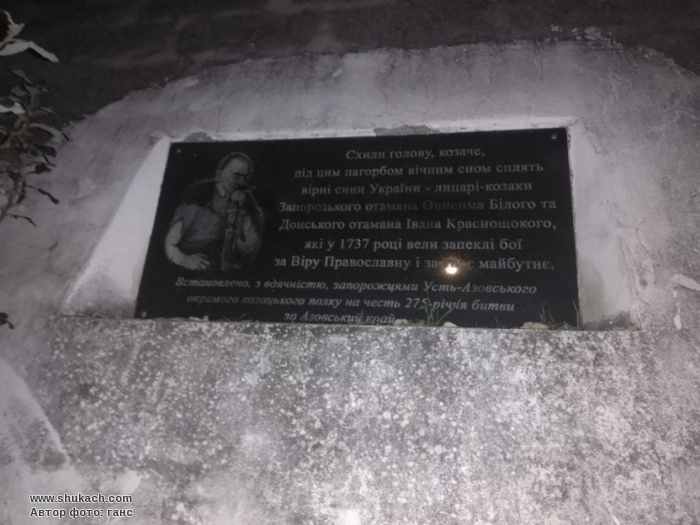 Схили голову, козаче,
під цим пагорбом вічним сном сплять
вірні сини України - лицарі-козаки
Запорозького отамана Онисима Білого та
Донського отамана Івана Краснощокого,
які у 1737 році вели запеклі бої
за Віру Православну і майбутнє.
Встановлено, з вдячністю, запорожцями Усть-Азовського
окремого козацького полку на честь 275-річчя битви
за Азовський край
www.shukach.com
Автор фото: ганс